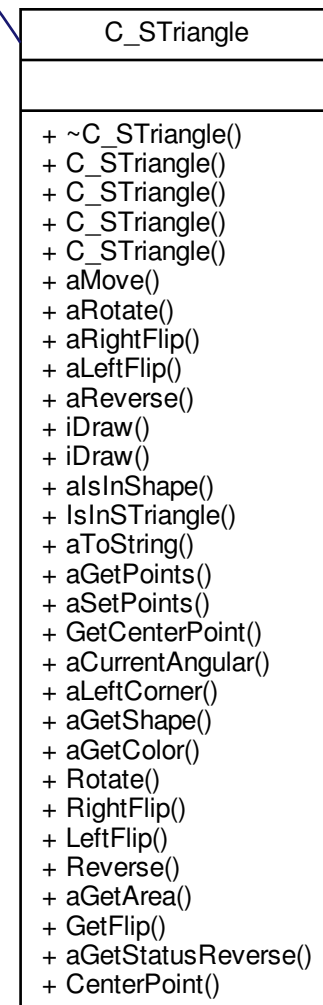 C_STriangle
+ ~C_STriangle()
+ C_STriangle()
+ C_STriangle()
+ C_STriangle()
+ C_STriangle()
+ aMove()
+ aRotate()
+ aRightFlip()
+ aLeftFlip()
+ aReverse()
+ iDraw()
+ iDraw()
+ aIsInShape()
+ IsInSTriangle()
+ aToString()
+ aGetPoints()
+ aSetPoints()
+ GetCenterPoint()
+ aCurrentAngular()
+ aLeftCorner()
+ aGetShape()
+ aGetColor()
+ Rotate()
+ RightFlip()
+ LeftFlip()
+ Reverse()
+ aGetArea()
+ GetFlip()
+ aGetStatusReverse()
+ CenterPoint()